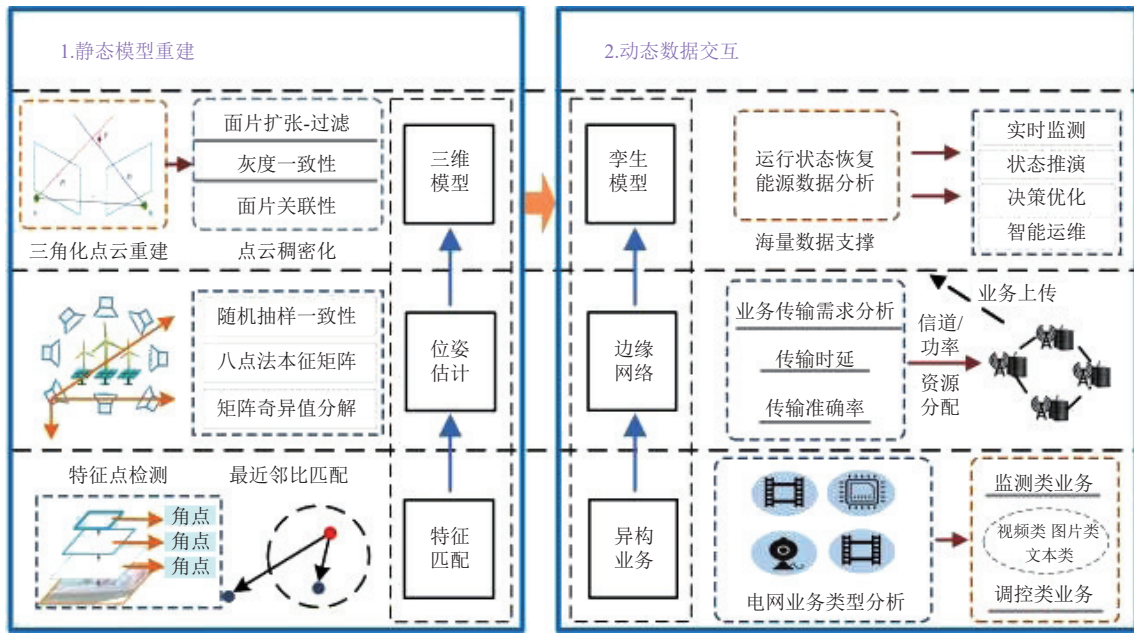 1.静态模型重建
面片扩张-过滤
灰度一致性
面片关联性
三角化点云重建
点云稠密化
三维
模型
随机抽样一致性
八点法本征矩阵
矩阵奇异值分解
位姿
估计
特征点检测
最近邻比匹配
角点
角点
角点
特征
匹配
2.动态数据交互
孪生
模型
运行状态恢复
能源数据分析
海量数据支撑
实时监测
状态推演
决策优化
智能运维
边缘
网络
业务传输需求分析
传输时延
传输准确率
信道/
功率
资源
分配
业务上传
异构
业务
电网业务类型分析
监测类业务
视频类 图片类
文本类
调控类业务